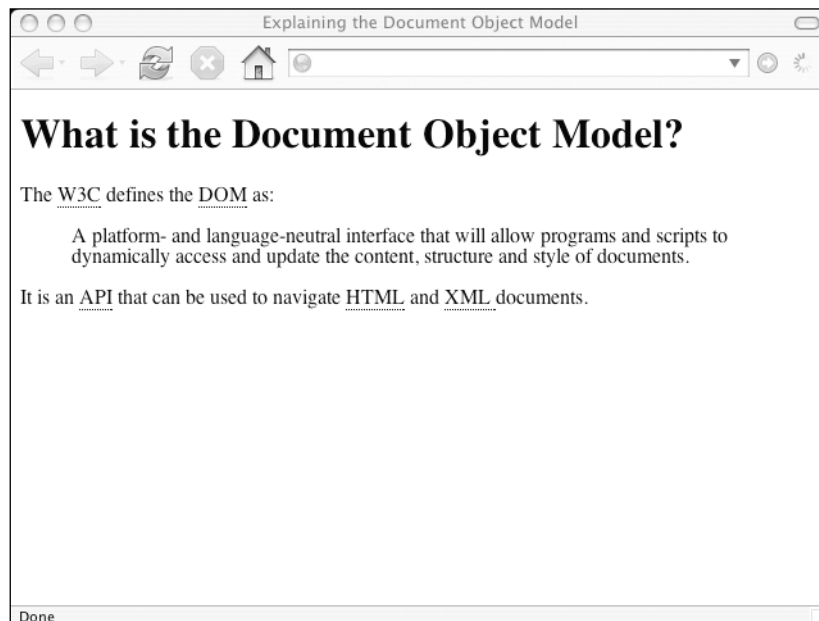 Explaining the Document Object Model
What is the Document Object Model?
The W3C defines the DOM as:
A platform- and language-neutral interface that will allow programs and scripts to
dynamically access and update the content, structure and style of documents.
It is an API that can be used to navigate HTML and XML documents.
Done